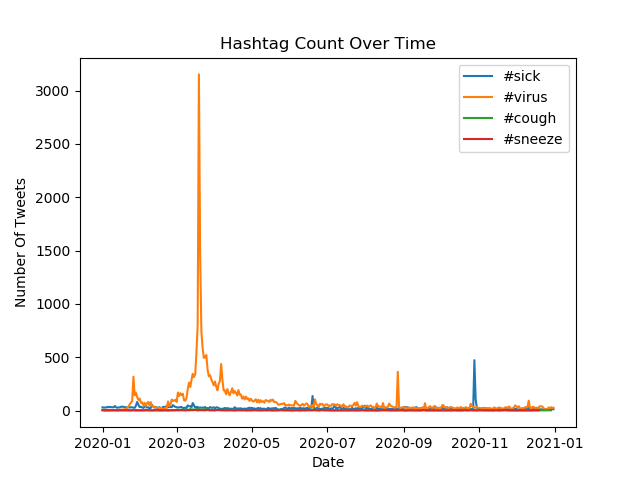 Hashtag Count Over Time
#sick
#virus
#cough
#sneeze
Number Of Tweets
3000
2500
2000
1500
1000
500
0
2020-01 2020-03 2020-05 2020-07 2020-09 2020-11 2021-01
Date